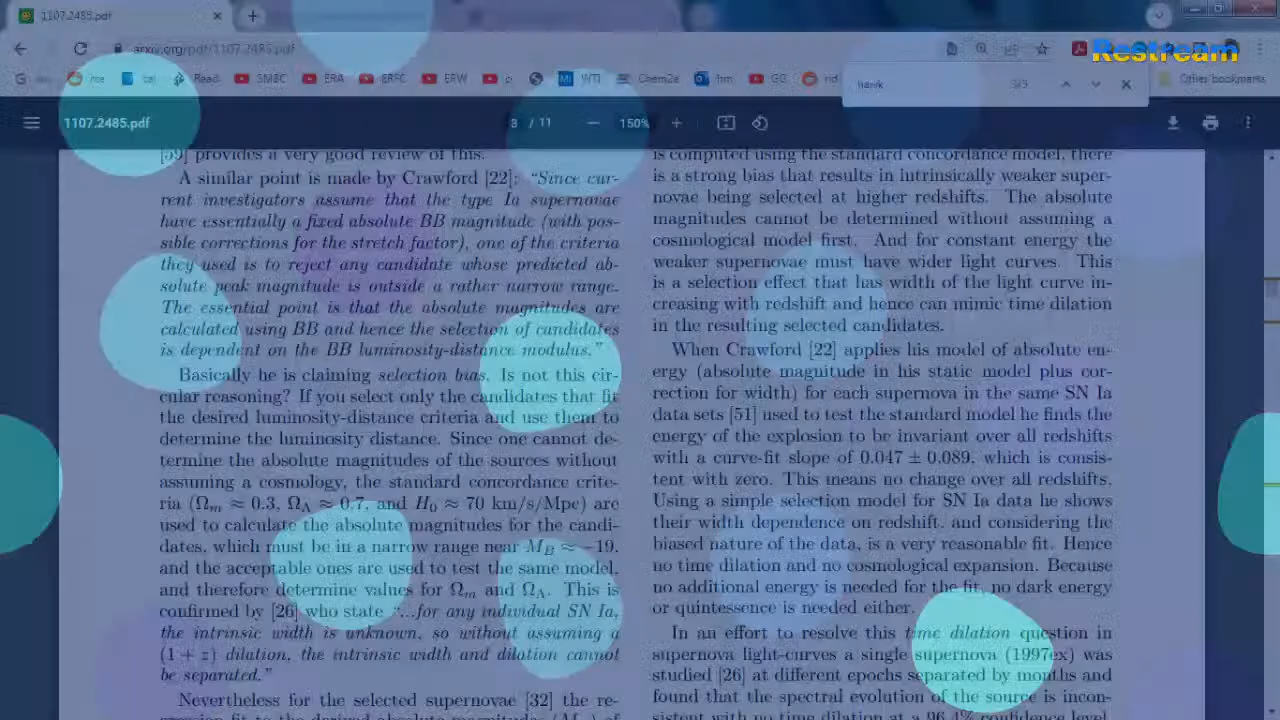 1107.2485.pdf
arxiv.org/pdf/1107.2485.pdf
Restream
Read
SMBC
ERA
ERFC
ERW
WTI
Chem2e
GG
Other bookmarks
1107.2485.pdf
3 / 11
150%
[59] provides a very good review of this.
A similar point is made by Crawford [22]: “Since cur-
rent investigators assume that the type Ia supernovae
have essentially a fixed absolute BB magnitude (with pos-
sible corrections for the stretch factor), one of the criteria
they used is to reject any candidate whose predicted ab-
solute peak magnitude is outside a rather narrow range.
The essential point is that the absolute magnitudes are
calculated using BB and hence the selection of candidates
is dependent on the BB luminosity-distance modulus.”
Basically he is claiming selection bias. Is not this cir-
cular reasoning? If you select only the candidates that fit
the desired luminosity-distance criteria and use them to
determine the luminosity distance. Since one cannot de-
termine the absolute magnitudes of the sources without
assuming a cosmology, the standard concordance crite-
ria (Ωm ≈ 0.3, ΩΛ ≈ 0.7, and H0 ≈ 70 km/s/Mpc) are
used to calculate the absolute magnitudes for the candi-
dates, which must be in a narrow range near MB ≈ −19,
and the acceptable ones are used to test the same model,
and therefore determine values for Ωm and ΩΛ. This is
confirmed by [26] who state “...for any individual SN Ia,
the intrinsic width is unknown, so without assuming a
(1 + z) dilation, the intrinsic width and dilation cannot
be separated.”
Nevertheless for the selected supernovae [32] the re-
gression fit to the derived absolute magnitudes (MB) of
is computed using the standard concordance model, there
is a strong bias that results in intrinsically weaker super-
novae being selected at higher redshifts. The absolute
magnitudes cannot be determined without assuming a
cosmological model first. And for constant energy the
weaker supernovae must have wider light curves. This
is a selection effect that has width of the light curve in-
creasing with redshift and hence can mimic time dilation
in the resulting selected candidates.
When Crawford [22] applies his model of absolute en-
ergy (absolute magnitude in his static model plus cor-
rection for width) for each supernova in the same SN Ia
data sets [51] used to test the standard model he finds the
energy of the explosion to be invariant over all redshifts
with a curve-fit slope of 0.047 ± 0.089, which is consis-
tent with zero. This means no change over all redshifts.
Using a simple selection model for SN Ia data he shows
their width dependence on redshift, and considering the
biased nature of the data, is a very reasonable fit. Hence
no time dilation and no cosmological expansion. Because
no additional energy is needed for the fit, no dark energy
or quintessence is needed either.
In an effort to resolve this time dilation question in
supernova light-curves a single supernova (1997ex) was
studied [26] at different epochs separated by months and
found that the spectral evolution of the source is incon-
sistent with no time dilation at a 96.4% confidence level.